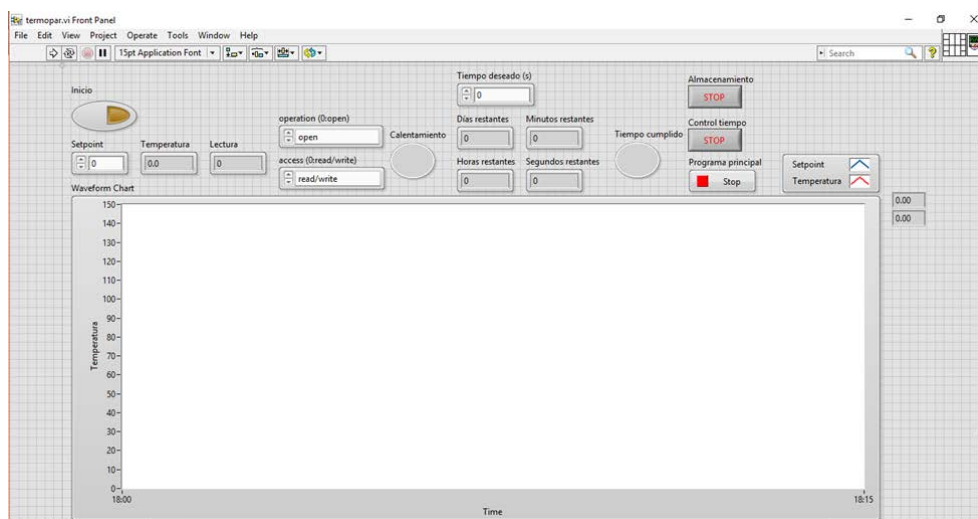 termopar.vi Front Panel
File Edit View Project Operate Tools Window Help
15pt Application Font
Search
Inicio
Tiempo deseado (s)
0
Almacenamiento
STOP
operation (0:open)
open
Calentamiento
Días restantes
0
Minutos restantes
0
Tiempo cumplido
Control tiempo
STOP
Setpoint
0
Temperatura
0.0
Lectura
0
access (0:read/write)
read/write
Horas restantes
0
Segundos restantes
0
Programa principal
Stop
Setpoint
Temperatura
Waveform Chart
0.00
0.00
150
140
130
120
110
100
90
80
70
60
50
40
30
20
10
0
Temperatura
18:00
18:15
Time